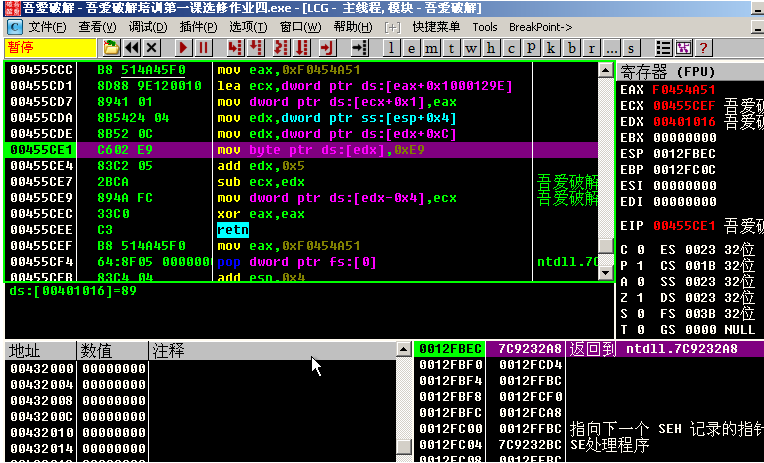 吾爱破解 - 吾爱破解培训第一课选修作业四.exe - [LCG - 主线程, 模块 - 吾爱破解]
C 文件(F) 查看(V) 调试(D) 插件(P) 选项(T) 窗口(W) 帮助(H) [+] 快捷菜单 Tools BreakPoint->
暂停 l e m t w h c p k b r ... s ?
00455CCC B8 514A45F0 mov eax,0xF0454A51
00455CD1 8D88 9E120010 lea ecx,dword ptr ds:[eax+0x1000129E]
00455CD7 8941 01 mov dword ptr ds:[ecx+0x1],eax
00455CDA 8B5424 04 mov edx,dword ptr ss:[esp+0x4]
00455CDE 8B52 0C mov edx,dword ptr ds:[edx+0xC]
00455CE1 C602 E9 mov byte ptr ds:[edx],0xE9
00455CE4 83C2 05 add edx,0x5
00455CE7 2BCA sub ecx,edx 吾爱破解
00455CE9 894A FC mov dword ptr ds:[edx-0x4],ecx 吾爱破解
00455CEC 33C0 xor eax,eax
00455CEE C3 retn
00455CEF B8 514A45F0 mov eax,0xF0454A51
00455CF4 64:8F05 0000000 pop dword ptr fs:[0] ntdll.7C9
00455CFB 83C4 04 add esp,0x4
ds:[00401016]=89
寄存器 (FPU)
EAX F0454A51
ECX 00455CEF 吾爱破
EDX 00401016 吾爱破
EBX 00000000
ESP 0012FBEC
EBP 0012FC0C
ESI 00000000
EDI 00000000
EIP 00455CE1 吾爱破
C 0 ES 0023 32位
P 1 CS 001B 32位
A 0 SS 0023 32位
Z 1 DS 0023 32位
S 0 FS 003B 32位
T 0 GS 0000 NULL
地址 数值 注释
00432000 00000000
00432004 00000000
00432008 00000000
0043200C 00000000
00432010 00000000
00432014 00000000
0012FBEC 7C9232A8 返回到 ntdll.7C9232A8
0012FBF0 0012FCD4
0012FBF4 0012FFBC
0012FBF8 0012FCF0
0012FBFC 0012FCA8
0012FC00 0012FFBC 指向下一个 SEH 记录的指针
0012FC04 7C9232BC SE处理程序
0012FC08 0012FFBC